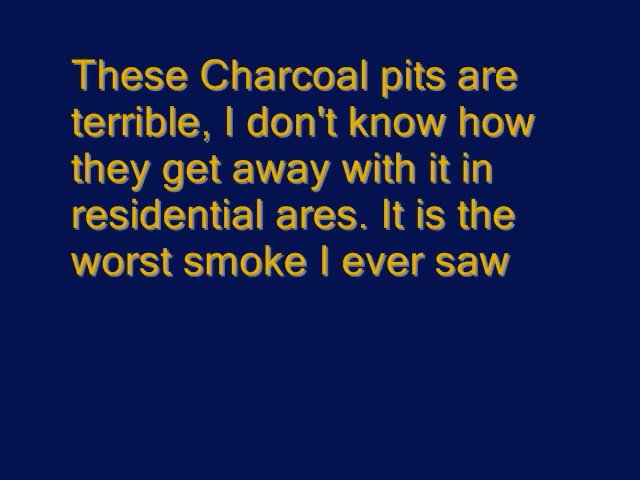 These Charcoal pits are
terrible, I don't know how
they get away with it in
residential ares. It is the
worst smoke I ever saw